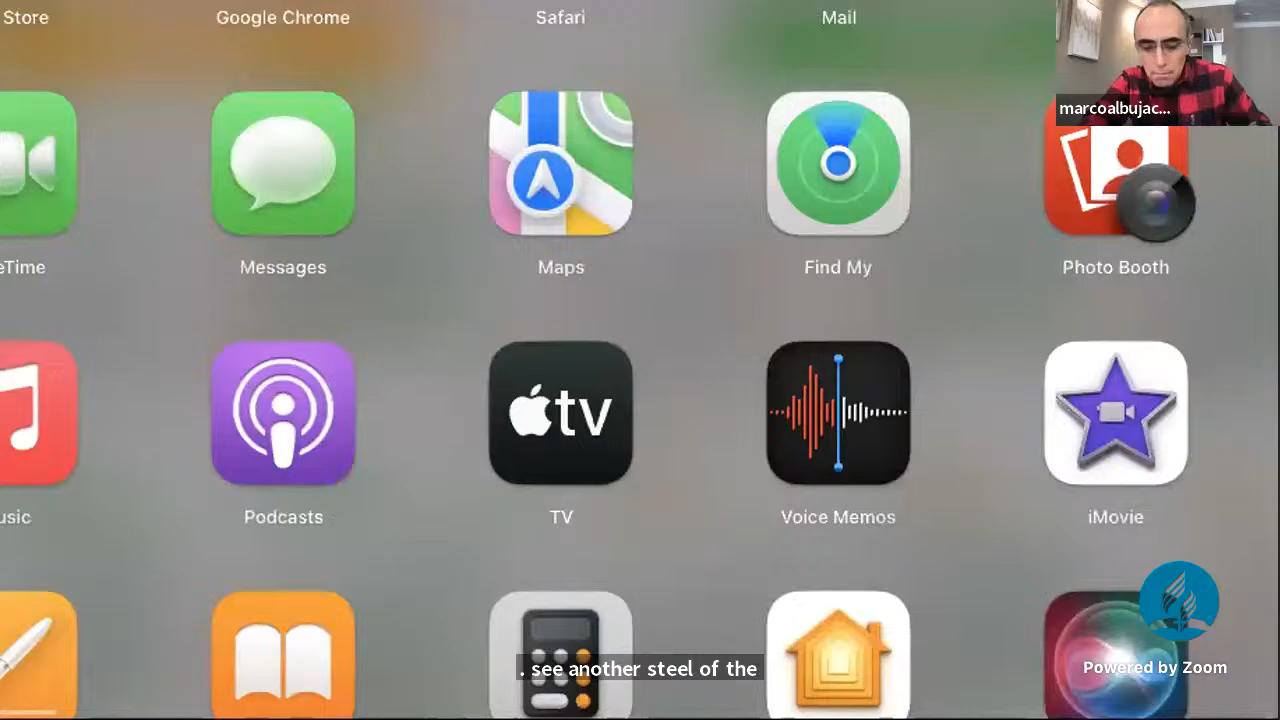 Store
Google Chrome
Safari
Mail
marcoalbujac...
eTime
Messages
Maps
Find My
Photo Booth
tv
usic
Podcasts
TV
Voice Memos
iMovie
. see another steel of the
Powered by Zoom